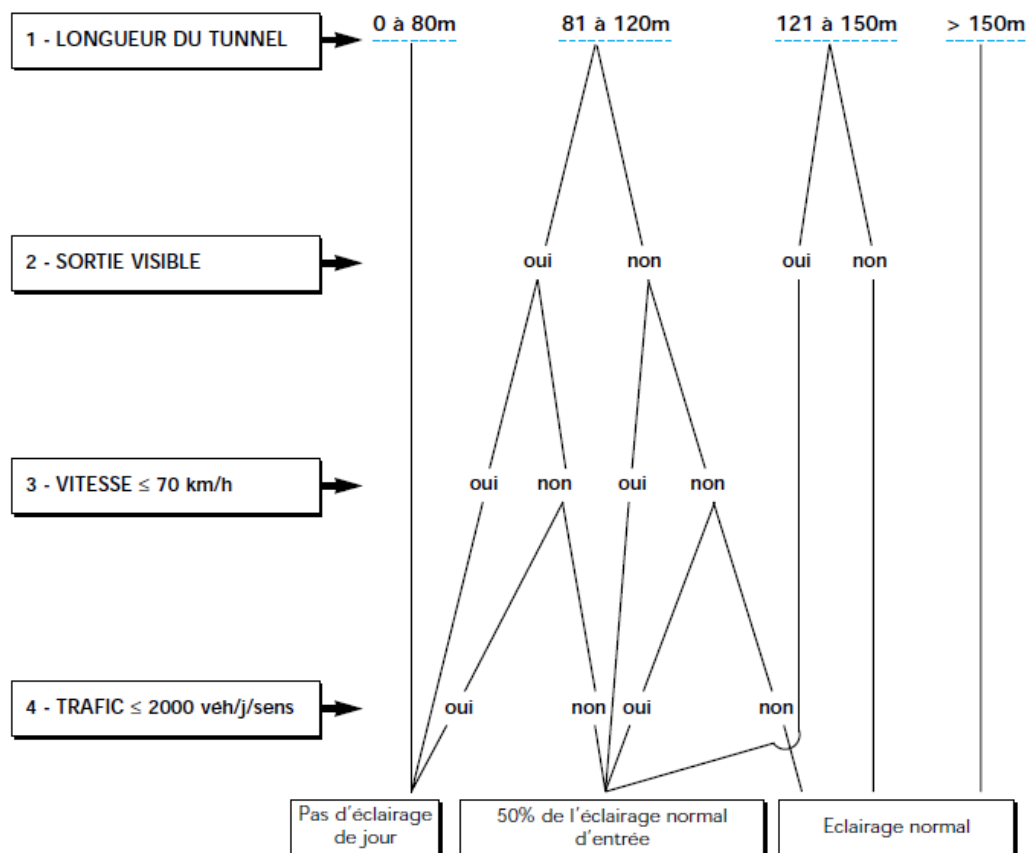 1 - LONGUEUR DU TUNNEL
0 à 80m
81 à 120m
121 à 150m
> 150m
2 - SORTIE VISIBLE
oui
non
oui
non
3 - VITESSE ≤ 70 km/h
oui
non
oui
non
4 - TRAFIC ≤ 2000 véh/j/sens
oui
non
oui
non
Pas d'éclairage
de jour
50% de l'éclairage normal
d'entrée
Eclairage normal